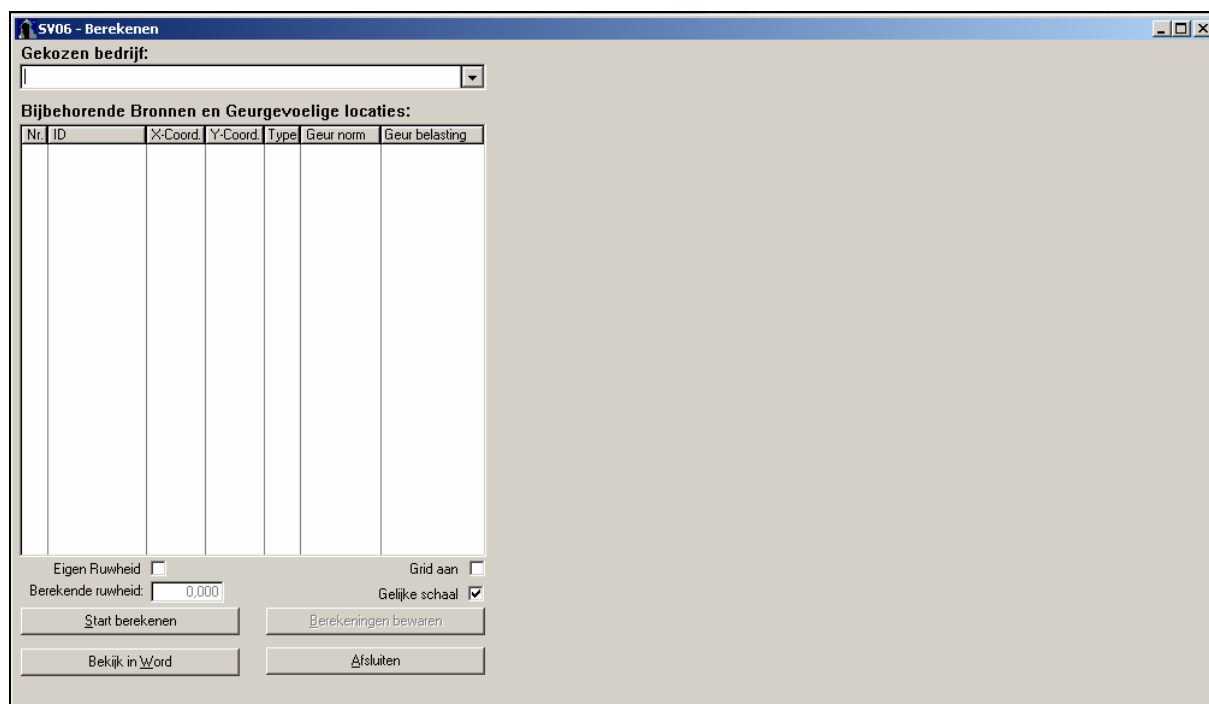 SV06 - Berekenen
Gekozen bedrijf:
Bijbehorende Bronnen en Geurgevoelige locaties:
Nr. ID X-Coord. Y-Coord. Type Geur norm Geur belasting
Eigen Ruwheid Grid aan
Berekende ruwheid: 0,000 Gelijke schaal
Start berekenen Berekeningen bewaren
Bekijk in Word Afsluiten